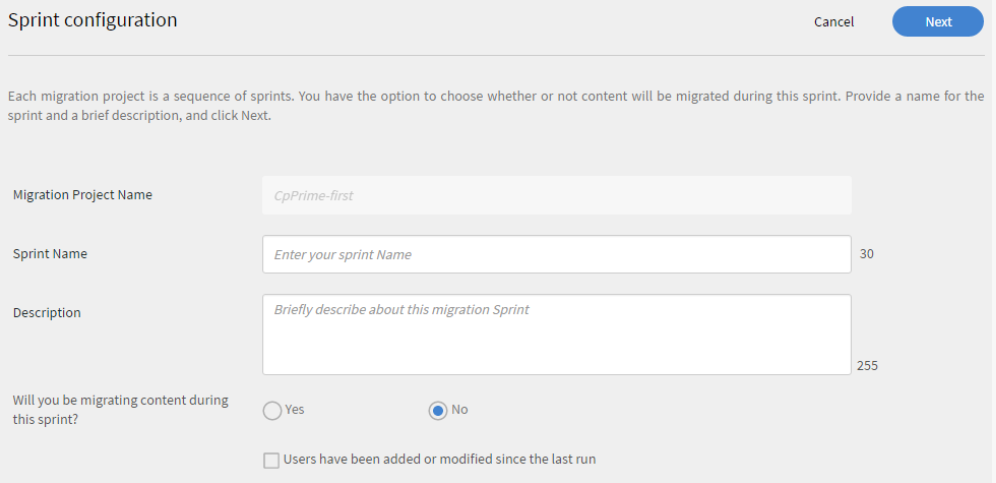 Sprint configuration
Cancel
Next
Each migration project is a sequence of sprints. You have the option to choose whether or not content will be migrated during this sprint. Provide a name for the
sprint and a brief description, and click Next.
Migration Project Name
CpPrime-first
Sprint Name
Enter your sprint Name
30
Description
Briefly describe about this migration Sprint
255
Will you be migrating content during
this sprint?
Yes
No
Users have been added or modified since the last run